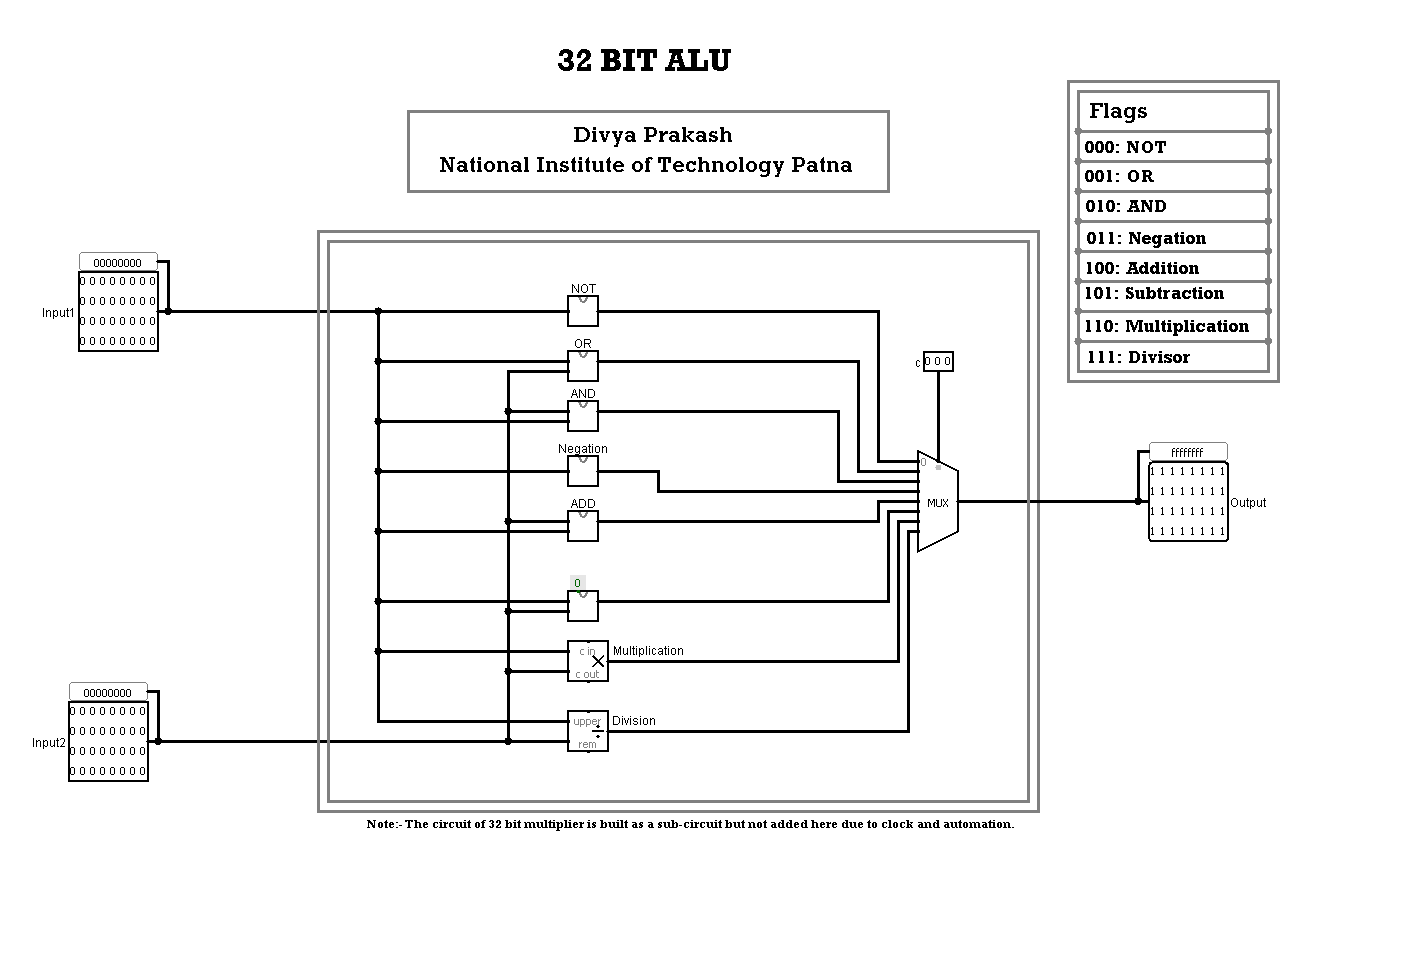 32 BIT ALU
Divya Prakash
National Institute of Technology Patna
Flags
000: NOT
001: OR
010: AND
011: Negation
100: Addition
101: Subtraction
110: Multiplication
111: Divisor
00000000
0 0 0 0 0 0 0 0
0 0 0 0 0 0 0 0
0 0 0 0 0 0 0 0
0 0 0 0 0 0 0 0
Input1
NOT
OR
AND
Negation
ADD
0
c in
c out
Multiplication
upper
rem
Division
c 0 0 0
0
MUX
ffffffff
1 1 1 1 1 1 1 1
1 1 1 1 1 1 1 1
1 1 1 1 1 1 1 1
1 1 1 1 1 1 1 1
Output
00000000
0 0 0 0 0 0 0 0
0 0 0 0 0 0 0 0
0 0 0 0 0 0 0 0
0 0 0 0 0 0 0 0
Input2
Note:- The circuit of 32 bit multiplier is built as a sub-circuit but not added here due to clock and automation.